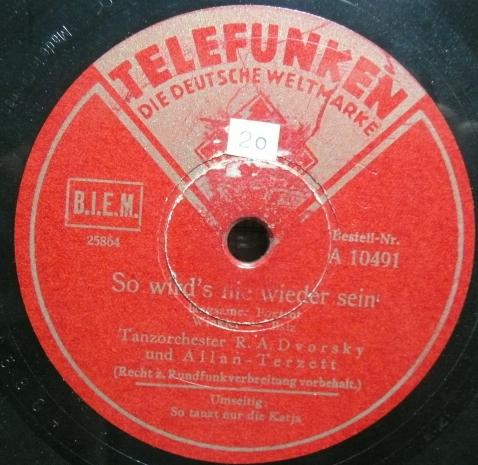 TELEFUNKEN
DIE DEUTSCHE WELTMARKE
20
B.I.E.M.
25864
Bestell-Nr.
A 10491
So wird's nie wieder sein
Foxtrot
Tanzorchester R. A. Dvorsky
und Allan-Terzett
(Recht z. Rundfunkverbreitung vorbehalt.)
Umseitig:
So tanzt nur die Katja